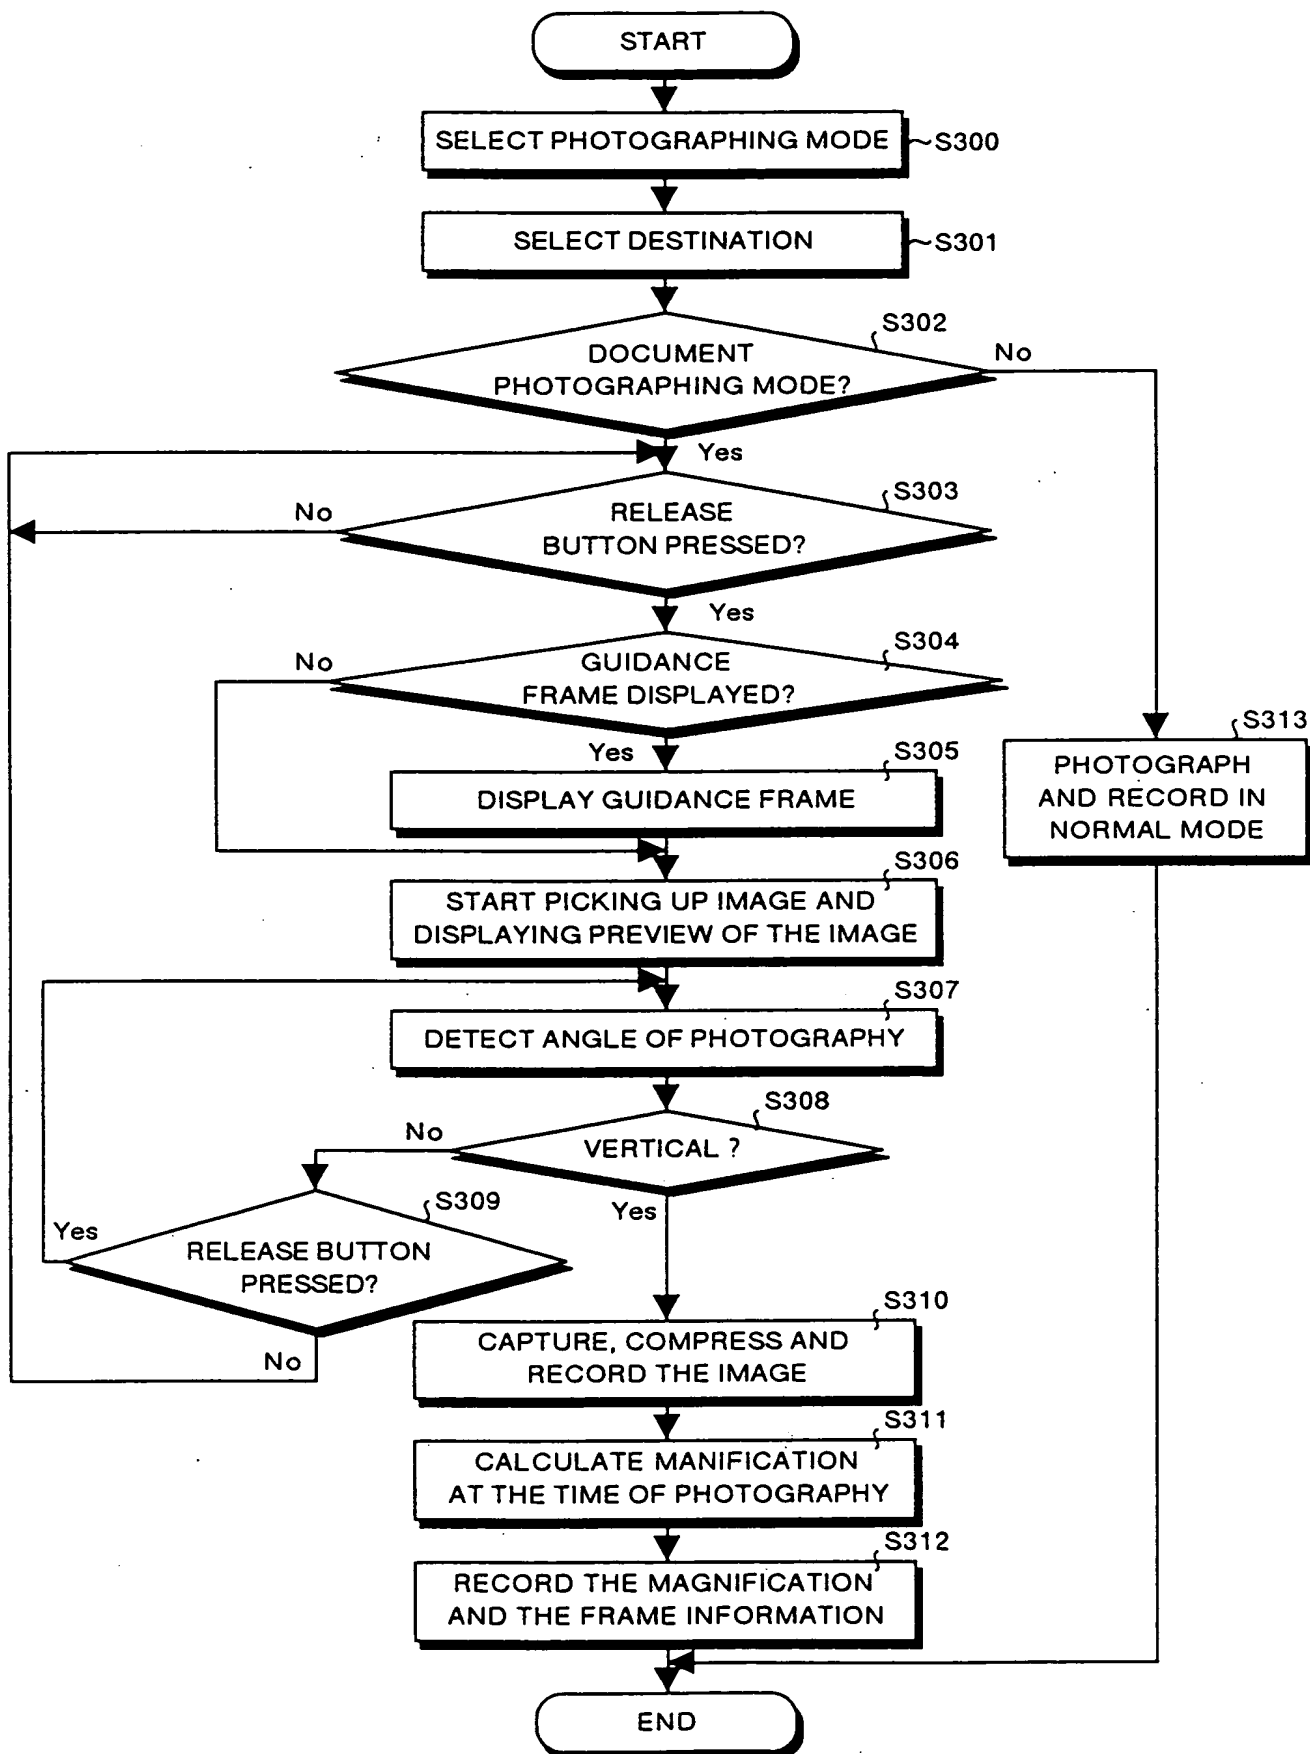 START
SELECT PHOTOGRAPHING MODE
S300
SELECT DESTINATION
S301
S302
DOCUMENT
PHOTOGRAPHING MODE?
No
Yes
S303
RELEASE
BUTTON PRESSED?
No
Yes
S304
GUIDANCE
FRAME DISPLAYED?
No
Yes
S305
DISPLAY GUIDANCE FRAME
S313
PHOTOGRAPH
AND RECORD IN
NORMAL MODE
S306
START PICKING UP IMAGE AND
DISPLAYING PREVIEW OF THE IMAGE
S307
DETECT ANGLE OF PHOTOGRAPHY
S308
VERTICAL ?
No
Yes
S309
RELEASE BUTTON
PRESSED?
Yes
No
S310
CAPTURE, COMPRESS AND
RECORD THE IMAGE
S311
CALCULATE MANIFICATION
AT THE TIME OF PHOTOGRAPHY
S312
RECORD THE MAGNIFICATION
AND THE FRAME INFORMATION
END